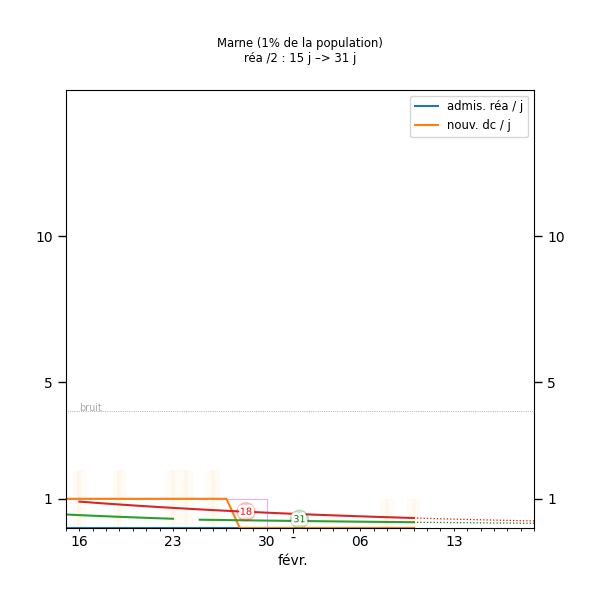 Marne (1% de la population)
réa /2 : 15 j –> 31 j
admis. réa / j
nouv. dc / j
10 10
5 5
bruit
1 1
18
31
16 23 30 - 06 13
févr.